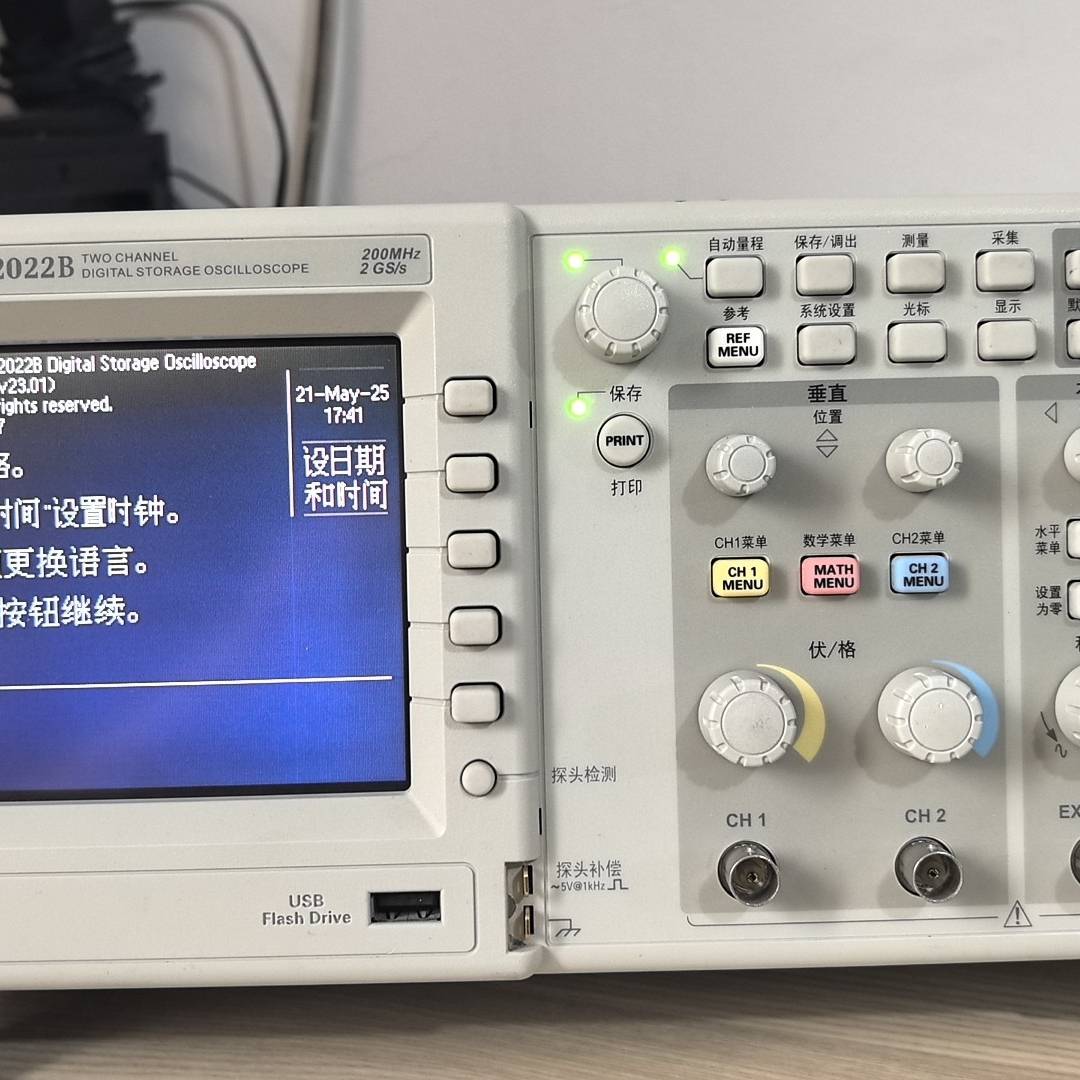 2022B TWO CHANNEL
DIGITAL STORAGE OSCILLOSCOPE
200MHz
2 GS/s
2022B Digital Storage Oscilloscope
v23.01)
rights reserved.
7
21-May-25
17:41
设日期
和时间
络。
时间"设置时钟。
更换语言。
按钮继续。
USB
Flash Drive
自动量程
保存/调出
测量
采集
参考
系统设置
光标
显示
REF
MENU
保存
PRINT
打印
垂直
位置
CH1菜单
数学菜单
CH2菜单
CH 1
MENU
MATH
MENU
CH 2
MENU
水平
菜单
设置
为零
伏/格
探头检测
CH 1
CH 2
EX
探头补偿
~5V@1kHz